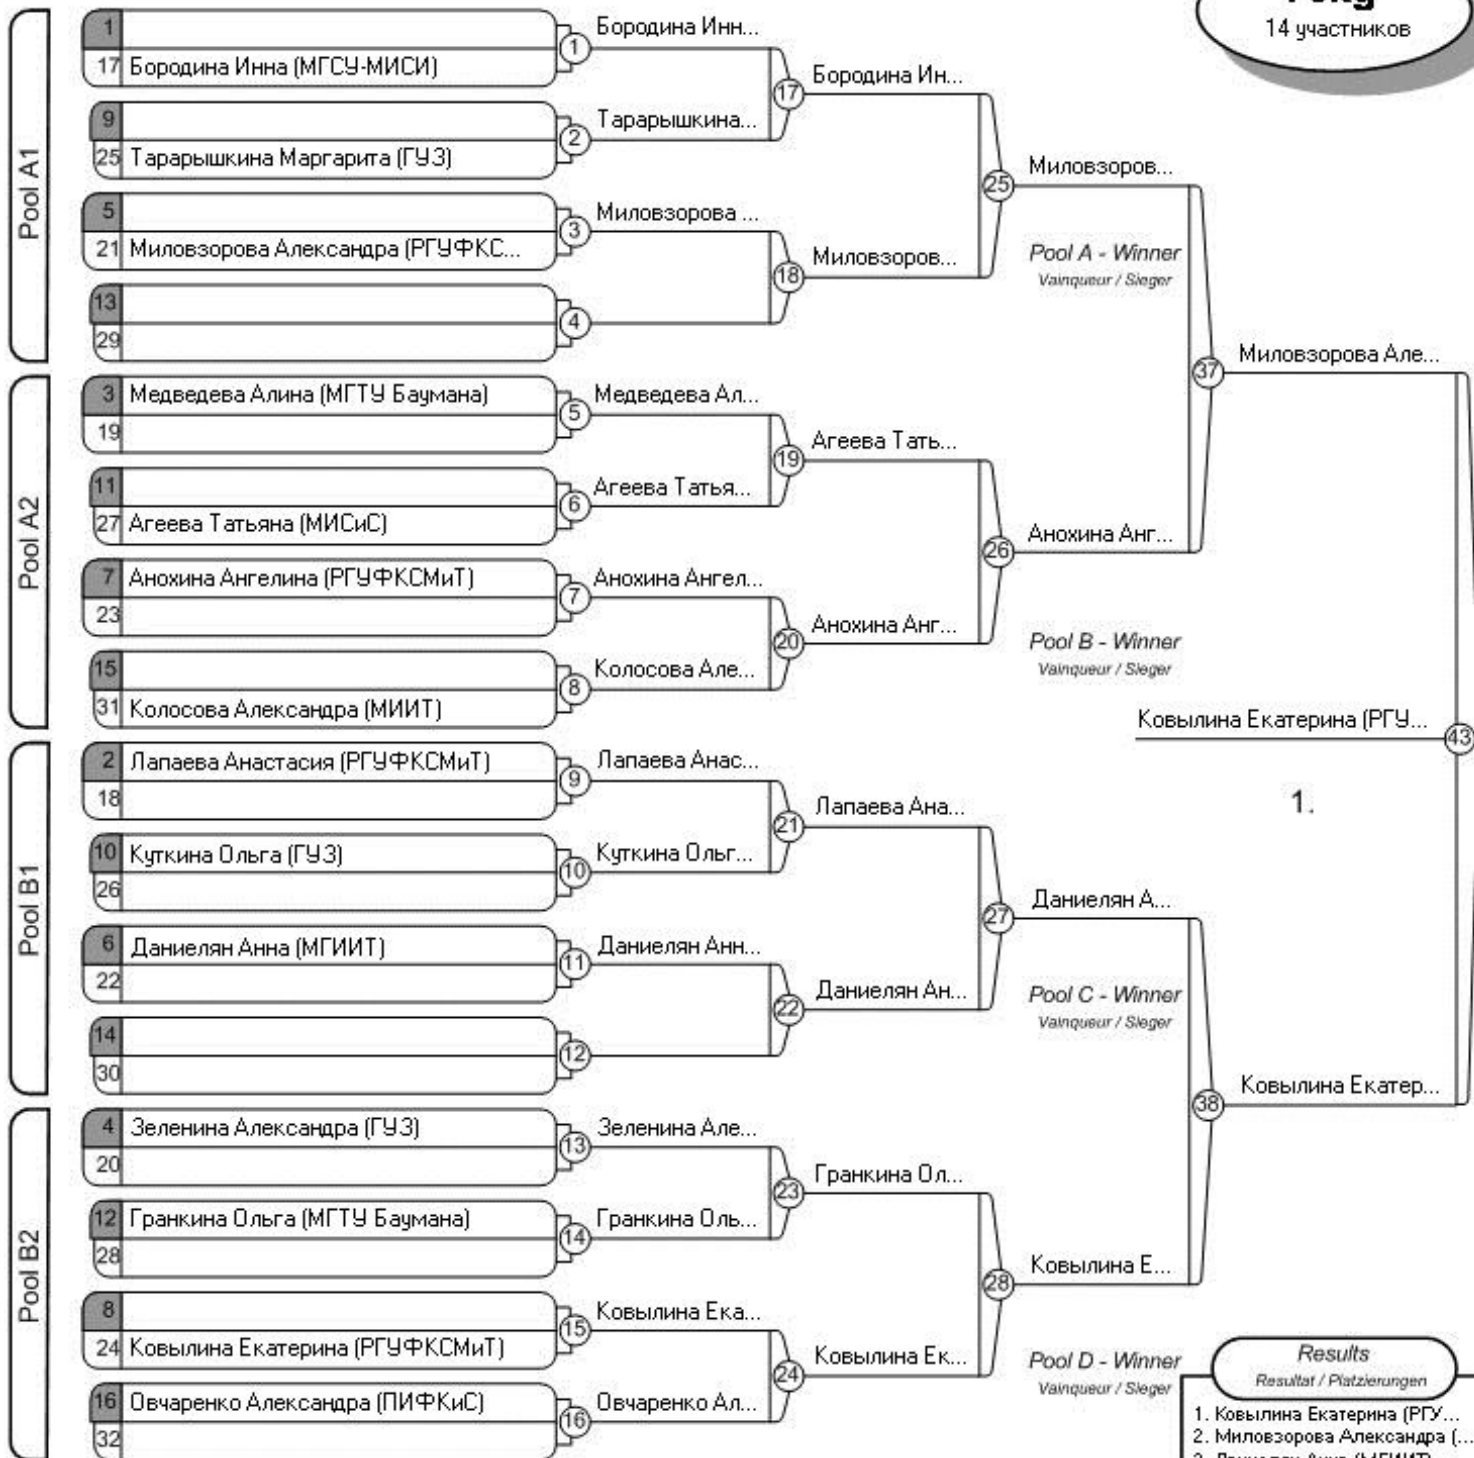 14 участников
Pool A1
1
17 Бородина Инна (МГСУ-МИСИ)
9
25 Тарарышкина Маргарита (ГУЗ)
5
21 Миловзорова Александра (РГУФКС...
13
29
Pool A2
3 Медведева Алина (МГТУ Баумана)
19
11
27 Агеева Татьяна (МИСиС)
7 Анохина Ангелина (РГУФКСМиТ)
23
15
31 Колосова Александра (МИИТ)
Pool B1
2 Лапаева Анастасия (РГУФКСМиТ)
18
10 Куткина Ольга (ГУЗ)
26
6 Даниелян Анна (МГИИТ)
22
14
30
Pool B2
4 Зеленина Александра (ГУЗ)
20
12 Гранкина Ольга (МГТУ Баумана)
28
8
24 Ковылина Екатерина (РГУФКСМиТ)
16 Овчаренко Александра (ПИФКиС)
32
1 Бородина Инн...
2 Тарарышкина...
3 Миловзорова ...
4
5 Медведева Ал...
6 Агеева Татья...
7 Анохина Ангел...
8 Колосова Але...
9 Лапаева Анас...
10 Куткина Ольг...
11 Даниелян Анн...
12
13 Зеленина Але...
14 Гранкина Оль...
15 Ковылина Ека...
16 Овчаренко Ал...
17 Бородина Ин...
18 Миловзоров...
19 Агеева Тать...
20 Анохина Анг...
21 Лапаева Ана...
22 Даниелян Ан...
23 Гранкина Ол...
24 Ковылина Ек...
25 Миловзоров...
Pool A - Winner
Vainqueur / Sieger
26 Анохина Анг...
Pool B - Winner
Vainqueur / Sieger
27 Даниелян А...
Pool C - Winner
Vainqueur / Sieger
28 Ковылина Е...
Pool D - Winner
Vainqueur / Sieger
37 Миловзорова Але...
38 Ковылина Екатер...
Ковылина Екатерина (РГУ... 43
1.
Results
Resultat / Platzierungen
1. Ковылина Екатерина (РГУ...
2. Миловзорова Александра (...